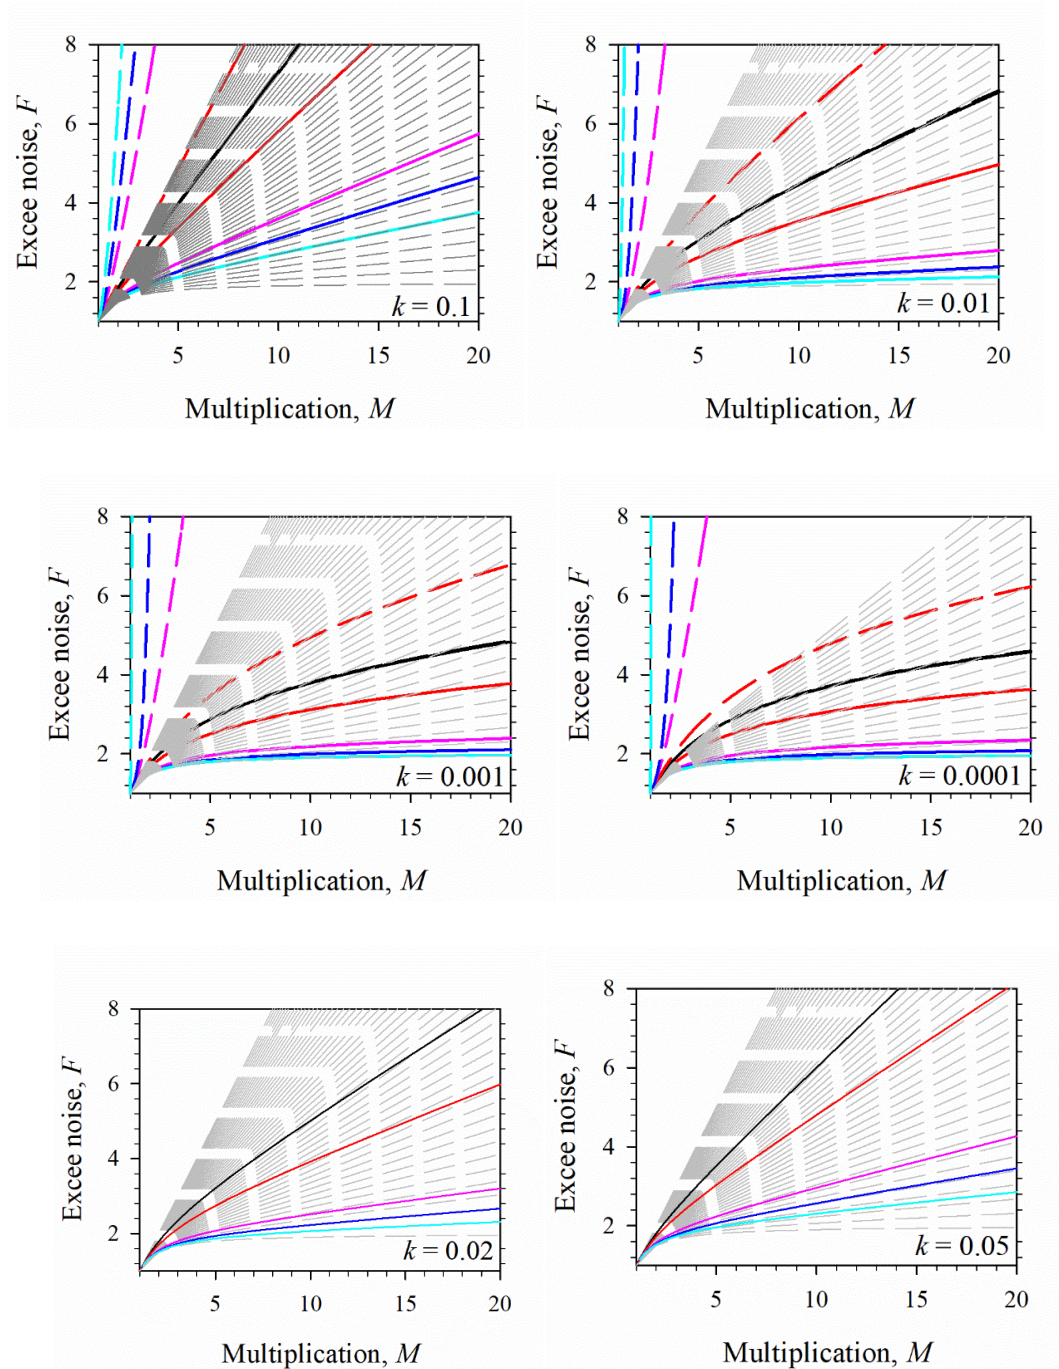 8
6
4
2
Excee noise, F
k = 0.1
5 10 15 20
Multiplication, M
8
6
4
2
Excee noise, F
k = 0.01
5 10 15 20
Multiplication, M
8
6
4
2
Excee noise, F
k = 0.001
5 10 15 20
Multiplication, M
8
6
4
2
Excee noise, F
k = 0.0001
5 10 15 20
Multiplication, M
8
6
4
2
Excee noise, F
k = 0.02
5 10 15 20
Multiplication, M
8
6
4
2
Excee noise, F
k = 0.05
5 10 15 20
Multiplication, M